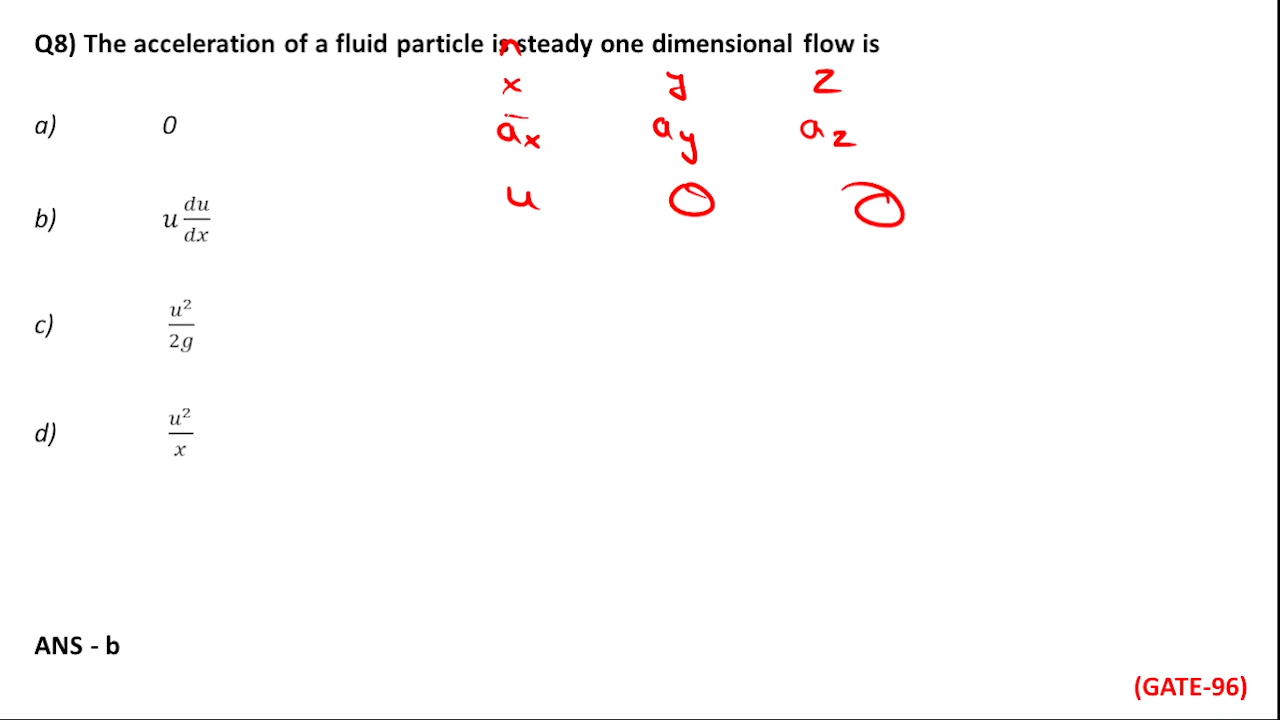 Q8) The acceleration of a fluid particle in steady one dimensional flow is
x y z
a) 0 ax ay az
b) u du/dx u 0 0
c) u²/2g
d) u²/x
ANS - b
(GATE-96)